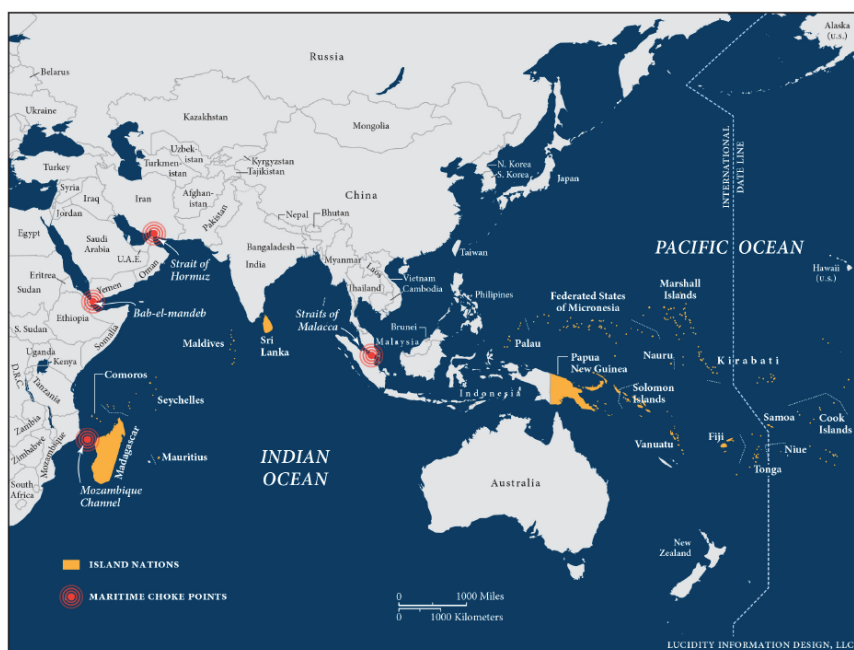 Alaska
(U.S.)
Russia
Belarus
Ukraine
Kazakhstan
Mongolia
Uzbek-
istan
Kyrgyzstan
Tajikistan
Turkmen-
istan
Turkey
N. Korea
S. Korea
Japan
INTERNATIONAL
DATE LINE
Syria
Iraq
Jordan
Iran
Afghan-
istan
Pakistan
China
Nepal
Bhutan
Egypt
Saudi
Arabia
U.A.E.
Oman
Strait of
Hormuz
Bangladesh
India
Myanmar
Laos
Taiwan
PACIFIC OCEAN
Hawaii
(U.S.)
Eritrea
Sudan
Yemen
Bab-el-mandeb
Thailand
Vietnam
Cambodia
Philipines
Ethiopia
Somalia
S. Sudan
Straits of
Malacca
Brunei
Malaysia
Federated States
of Micronesia
Marshall
Islands
Maldives
Sri
Lanka
Palau
Uganda
Kenya
D.R.C.
Tanzania
Comoros
Seychelles
Indonesia
Papua
New Guinea
Nauru
Kirabati
Solomon
Islands
Zambia
Zimbabwe
Mozambique
Madagascar
Mauritius
Vanuatu
Fiji
Samoa
Cook
Islands
Niue
Tonga
South
Africa
Mozambique
Channel
INDIAN
OCEAN
Australia
New
Zealand
ISLAND NATIONS
MARITIME CHOKE POINTS
0 1000 Miles
0 1000 Kilometers
LUCIDITY INFORMATION DESIGN, LLC